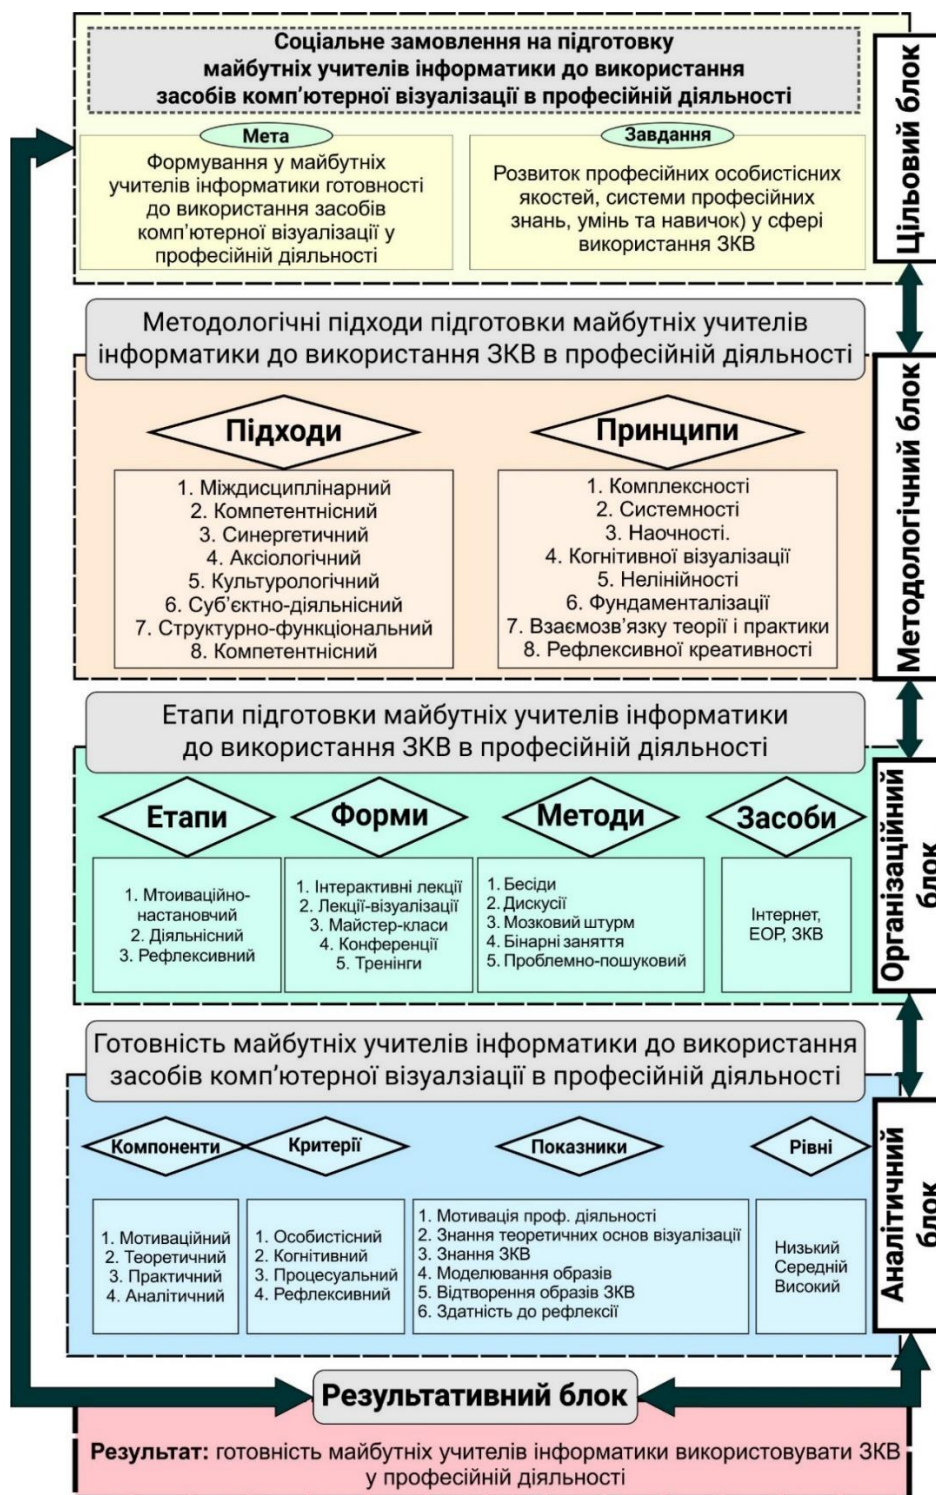 Соціальне замовлення на підготовку
майбутніх учителів інформатики до використання
засобів комп'ютерної візуалізації в професійній діяльності
Мета
Формування у майбутніх
учителів інформатики готовності
до використання засобів
комп'ютерної візуалізації у
професійній діяльності
Завдання
Розвиток професійних особистісних
якостей, системи професійних
знань, умінь та навичок) у сфері
використання ЗКВ
Цільовий блок
Методологічні підходи підготовки майбутніх учителів
інформатики до використання ЗКВ в професійній діяльності
Підходи
1. Міждисциплінарний
2. Компетентнісний
3. Синергетичний
4. Аксіологічний
5. Культурологічний
6. Суб'єктно-діяльнісний
7. Структурно-функціональний
8. Компетентнісний
Принципи
1. Комплексності
2. Системності
3. Наочності.
4. Когнітивної візуалізації
5. Нелінійності
6. Фундаменталізації
7. Взаємозв'язку теорії і практики
8. Рефлексивної креативності
Методологічний блок
Етапи підготовки майбутніх учителів інформатики
до використання ЗКВ в професійній діяльності
Етапи
1. Мтоиваційно-
настановчий
2. Діяльнісний
3. Рефлексивний
Форми
1. Інтерактивні лекції
2. Лекції-візуалізації
3. Майстер-класи
4. Конференції
5. Тренінги
Методи
1. Бесіди
2. Дискусії
3. Мозковий штурм
4. Бінарні заняття
5. Проблемно-пошуковий
Засоби
Інтернет,
ЕОР, ЗКВ
Організаційний
блок
Готовність майбутніх учителів інформатики до використання
засобів комп'ютерної візуалзіації в професійній діяльності
Компоненти
1. Мотиваційний
2. Теоретичний
3. Практичний
4. Аналітичний
Критерії
1. Особистісний
2. Когнітивний
3. Процесуальний
4. Рефлексивний
Показники
1. Мотивація проф. діяльності
2. Знання теоретичних основ візуалізації
3. Знання ЗКВ
4. Моделювання образів
5. Відтворення образів ЗКВ
6. Здатність до рефлексії
Рівні
Низький
Середній
Високий
Аналітичний
блок
Результативний блок
Результат: готовність майбутніх учителів інформатики використовувати ЗКВ
у професійній діяльності